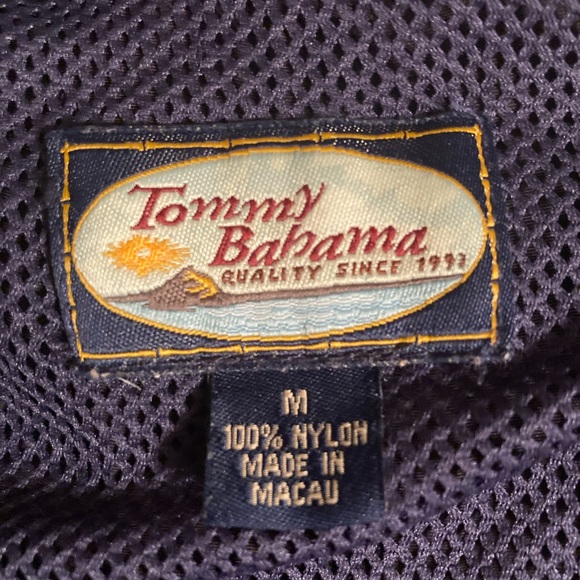 Tommy
Bahama
QUALITY SINCE 1993
M
100% NYLON
MADE IN
MACAU